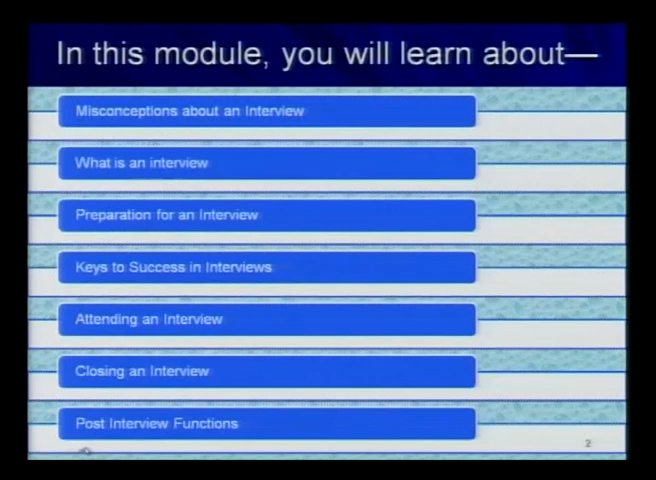 In this module, you will learn about—
Misconceptions about an Interview
What is an interview
Preparation for an Interview
Keys to Success in Interviews
Attending an Interview
Closing an Interview
Post Interview Functions
2